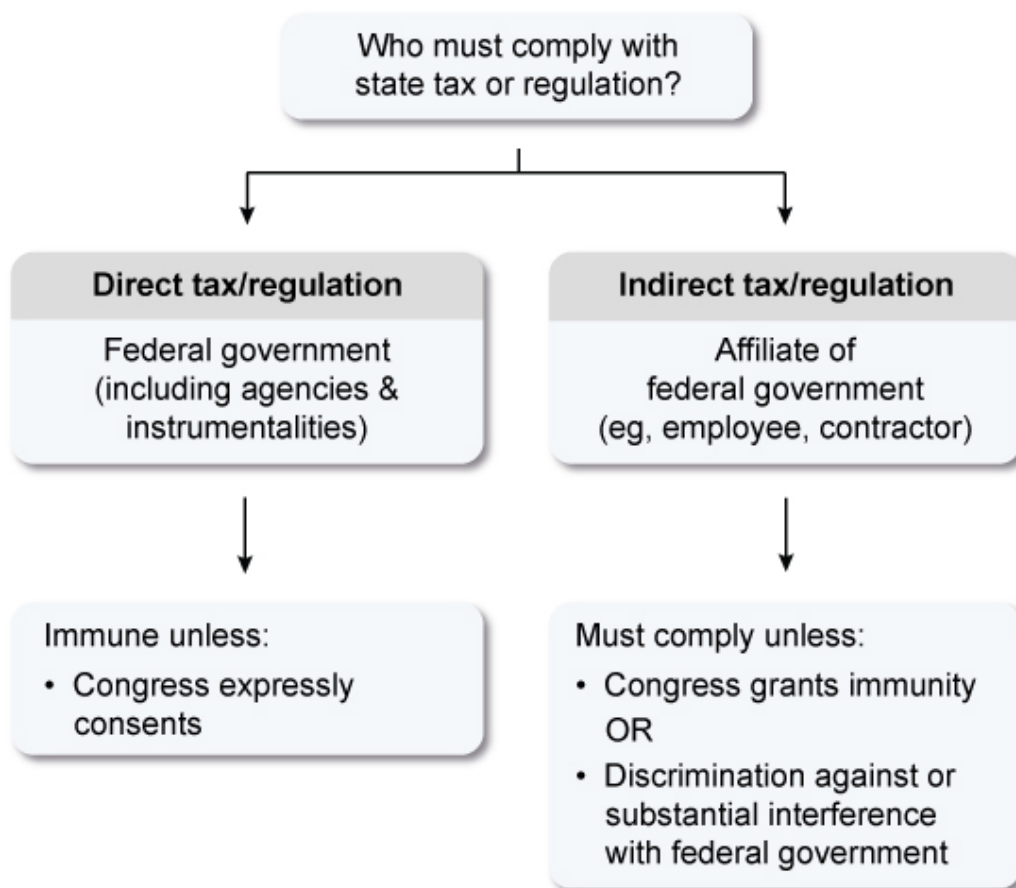 Who must comply with
state tax or regulation?
Direct tax/regulation
Federal government
(including agencies &
instrumentalities)
Immune unless:
• Congress expressly
consents
Indirect tax/regulation
Affiliate of
federal government
(eg, employee, contractor)
Must comply unless:
• Congress grants immunity
OR
• Discrimination against or
substantial interference
with federal government